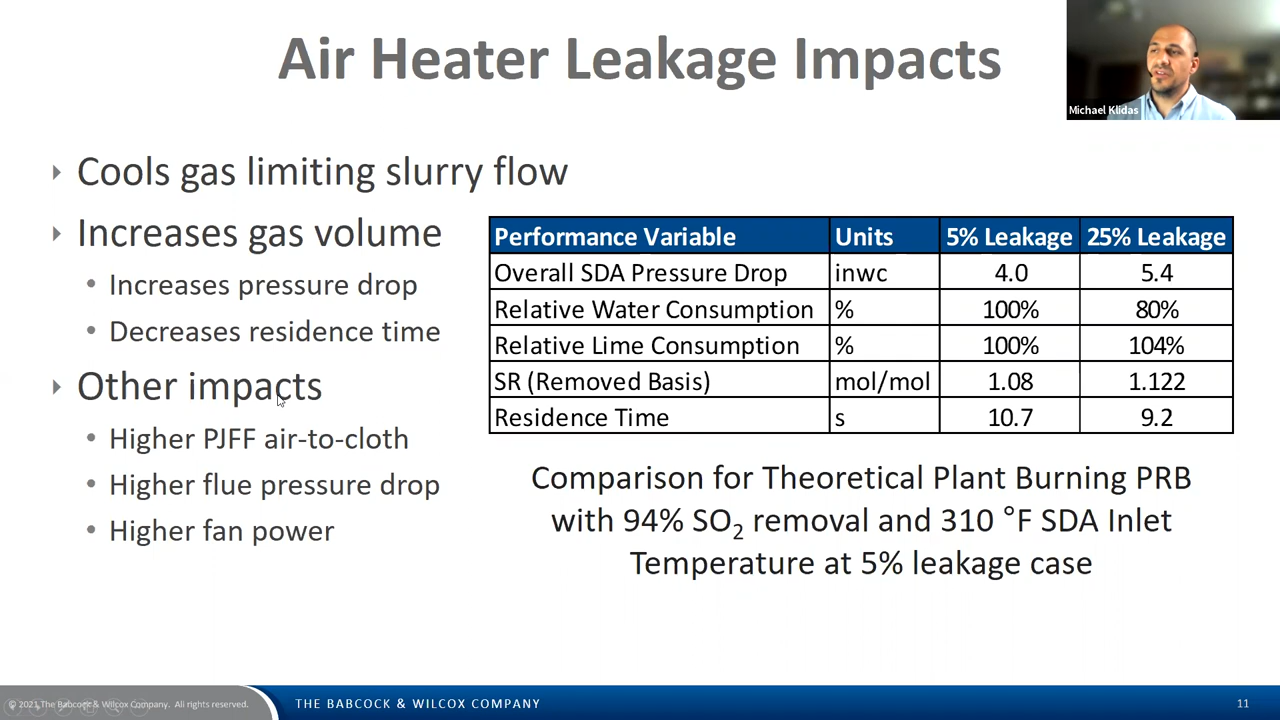 Air Heater Leakage Impacts
Michael Klidas
Cools gas limiting slurry flow
Increases gas volume
Increases pressure drop
Decreases residence time
Other impacts
Higher PJFF air-to-cloth
Higher flue pressure drop
Higher fan power
Performance Variable Units 5% Leakage 25% Leakage
Overall SDA Pressure Drop inwc 4.0 5.4
Relative Water Consumption % 100% 80%
Relative Lime Consumption % 100% 104%
SR (Removed Basis) mol/mol 1.08 1.122
Residence Time s 10.7 9.2
Comparison for Theoretical Plant Burning PRB
with 94% SO₂ removal and 310 °F SDA Inlet
Temperature at 5% leakage case
© 2021 The Babcock & Wilcox Company. All rights reserved.
THE BABCOCK & WILCOX COMPANY
11